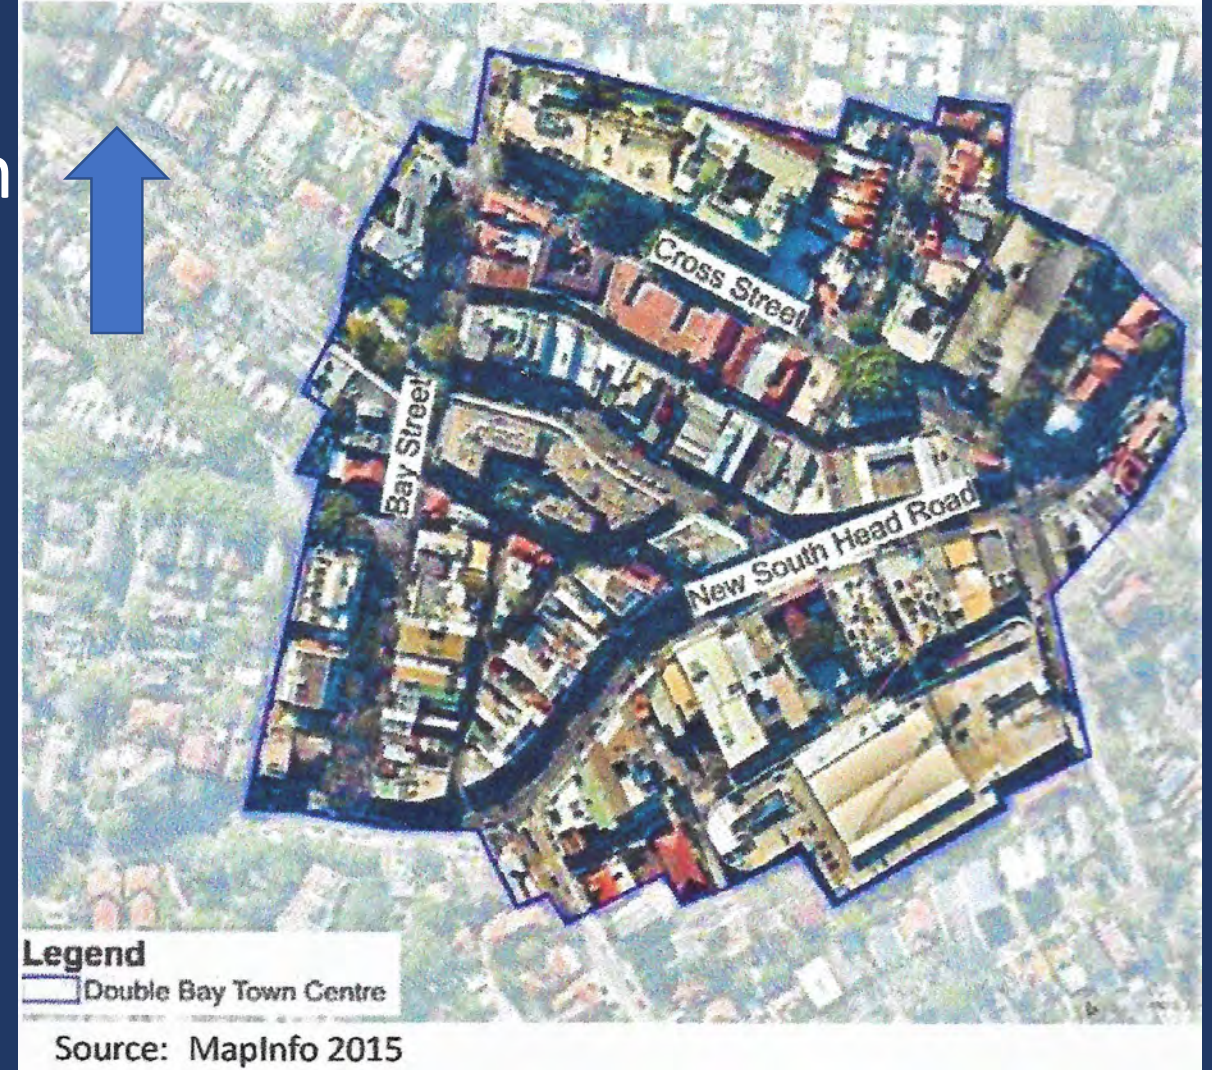 n
Cross Street
Bay Street
New South Head Road
Legend
Double Bay Town Centre
Source: MapInfo 2015